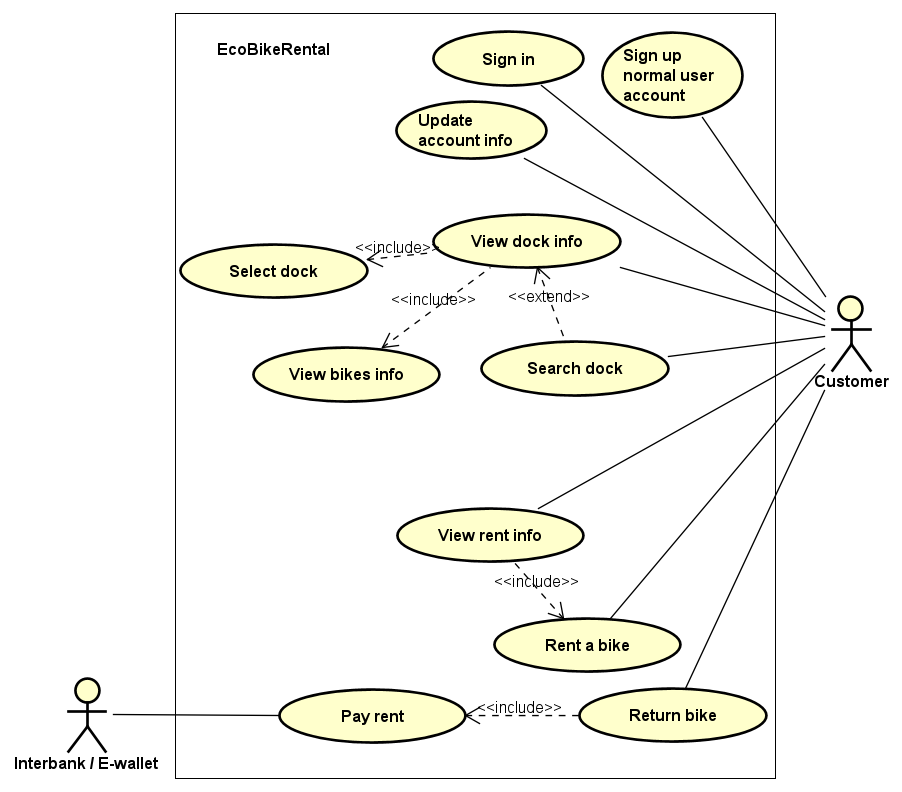 EcoBikeRental
Sign in
Sign up
normal user
account
Update
account info
View dock info
<<include>>
Select dock
<<include>>
<<extend>>
View bikes info
Search dock
Customer
View rent info
<<include>>
Rent a bike
Pay rent
<<include>>
Return bike
Interbank / E-wallet